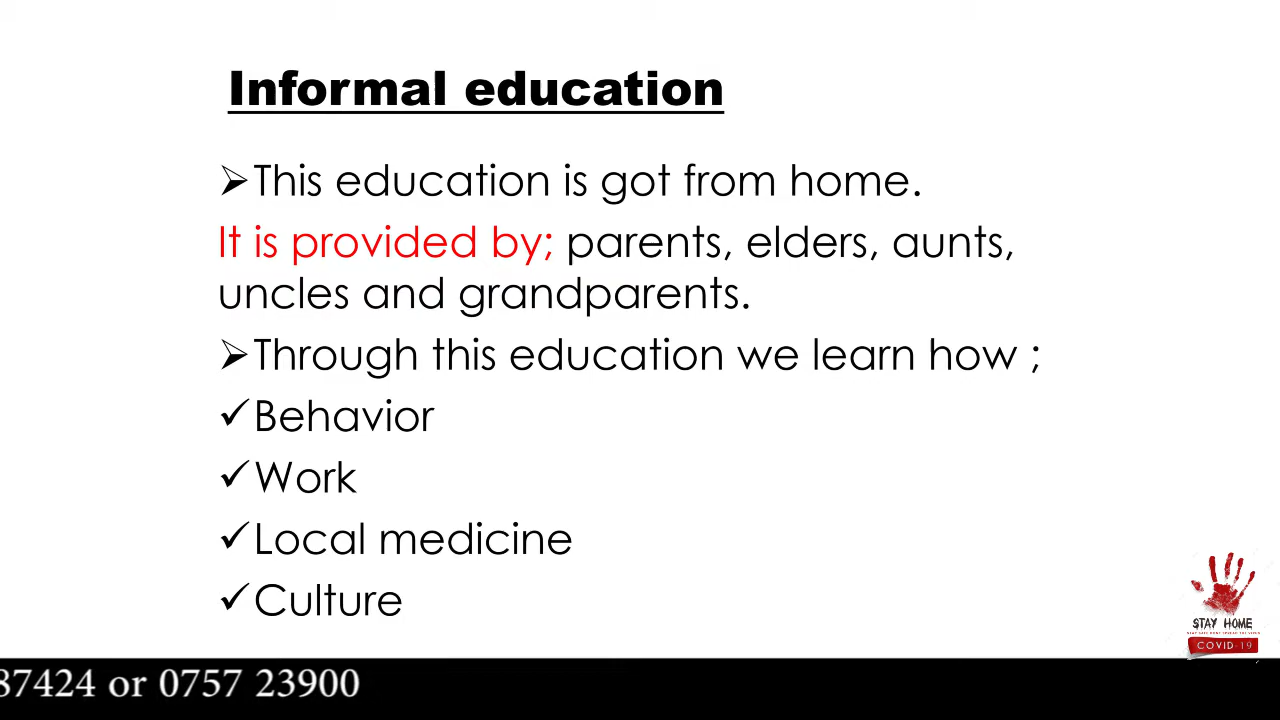 Informal education
➢This education is got from home.
It is provided by; parents, elders, aunts,
uncles and grandparents.
➢Through this education we learn how ;
✓Behavior
✓Work
✓Local medicine
✓Culture
STAY HOME
COVID-19
87424 or 0757 23900